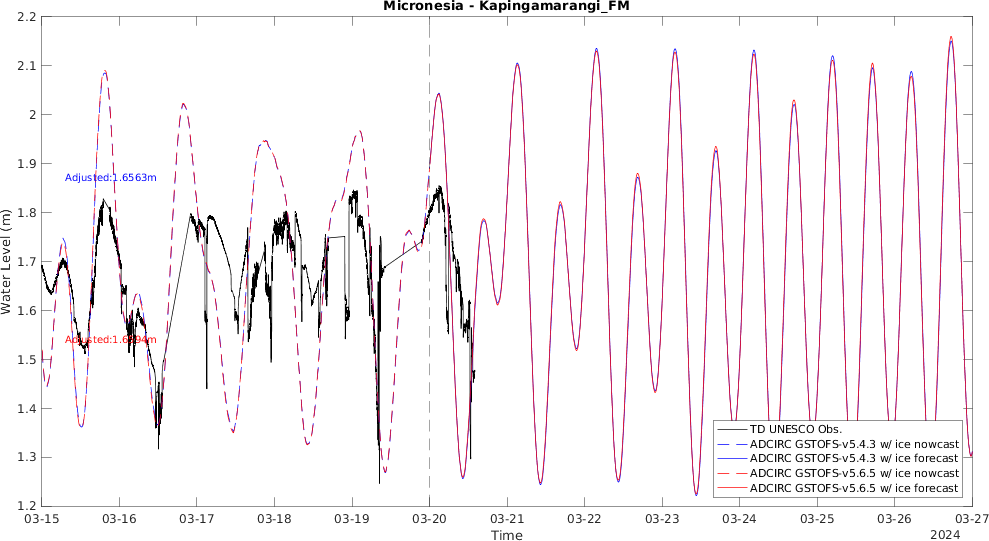 Micronesia - Kapingamarangi_FM
2.2
2.1
2
1.9
1.8
1.7
1.6
1.5
1.4
1.3
1.2
Water Level (m)
Adjusted:1.6563m
TD UNESCO Obs.
ADCIRC GSTOFS-v5.4.3 w/ ice nowcast
ADCIRC GSTOFS-v5.4.3 w/ ice forecast
ADCIRC GSTOFS-v5.6.5 w/ ice nowcast
ADCIRC GSTOFS-v5.6.5 w/ ice forecast
03-15 03-16 03-17 03-18 03-19 03-20 03-21 03-22 03-23 03-24 03-25 03-26 03-27
Time
2024